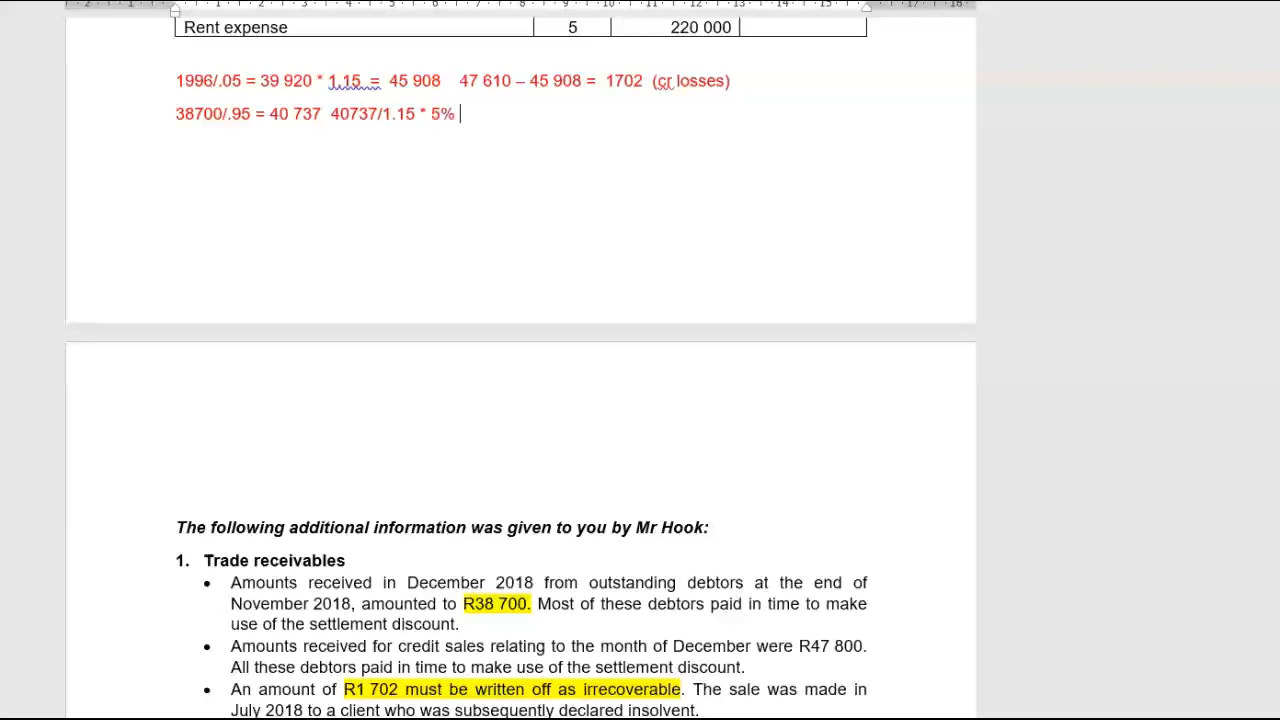 Rent expense 5 220 000
1996/.05 = 39 920 * 1.15 = 45 908 47 610 – 45 908 = 1702 (cr losses)
38700/.95 = 40 737 40737/1.15 * 5%
The following additional information was given to you by Mr Hook:
1. Trade receivables
• Amounts received in December 2018 from outstanding debtors at the end of
November 2018, amounted to R38 700. Most of these debtors paid in time to make
use of the settlement discount.
• Amounts received for credit sales relating to the month of December were R47 800.
All these debtors paid in time to make use of the settlement discount.
• An amount of R1 702 must be written off as irrecoverable. The sale was made in
July 2018 to a client who was subsequently declared insolvent.